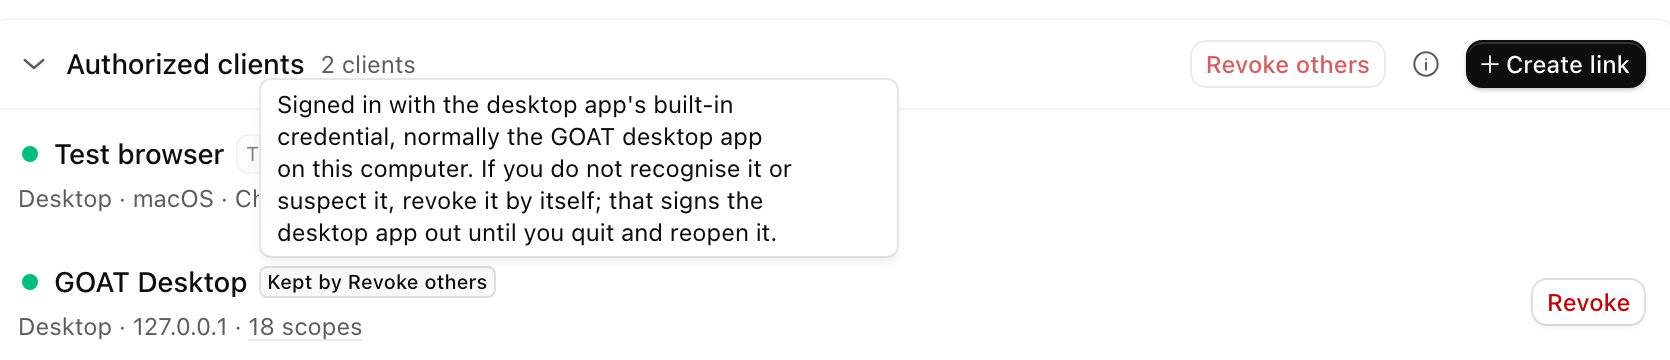 Authorized clients 2 clients Revoke others + Create link
Signed in with the desktop app's built-in
credential, normally the GOAT desktop app
on this computer. If you do not recognise it or
suspect it, revoke it by itself; that signs the
desktop app out until you quit and reopen it.
Test browser
Desktop · macOS ·
GOAT Desktop Kept by Revoke others
Desktop · 127.0.0.1 · 18 scopes
Revoke